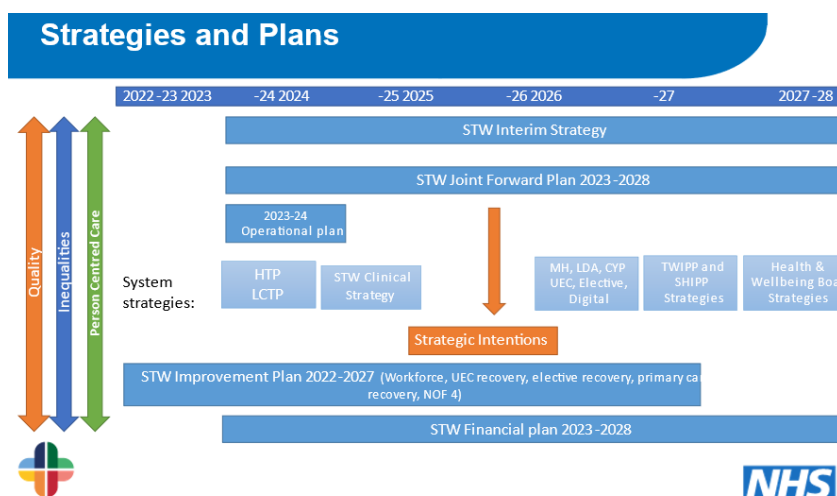 Strategies and Plans
2022 -23 2023 -24 2024 -25 2025 -26 2026 -27 2027 -28
STW Interim Strategy
STW Joint Forward Plan 2023 -2028
2023-24
Operational plan
Quality
Inequalities
Person Centred Care
System
strategies:
HTP
LCTP
STW Clinical
Strategy
MH, LDA, CYP
UEC, Elective,
Digital
TWIPP and
SHIPP
Strategies
Health &
Wellbeing Boa
Strategies
Strategic Intentions
STW Improvement Plan 2022-2027 (Workforce, UEC recovery, elective recovery, primary ca
recovery, NOF 4)
STW Financial plan 2023 -2028
NHS